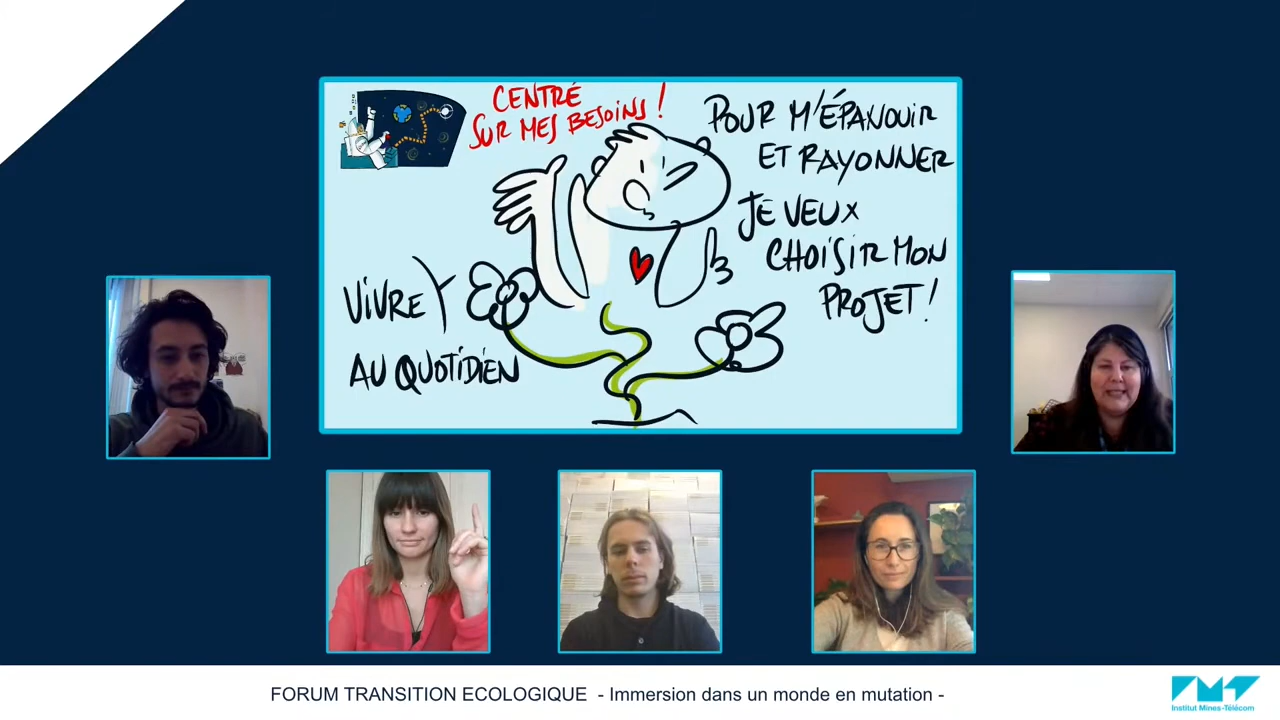 CENTRÉ
SUR MES BESOINS !
POUR M'ÉPANOUIR
ET RAYONNER
JE VEUX
CHOISIR MON
PROJET !
VIVRE
AU QUOTIDIEN
FORUM TRANSITION ECOLOGIQUE - Immersion dans un monde en mutation -
Institut Mines-Télécom